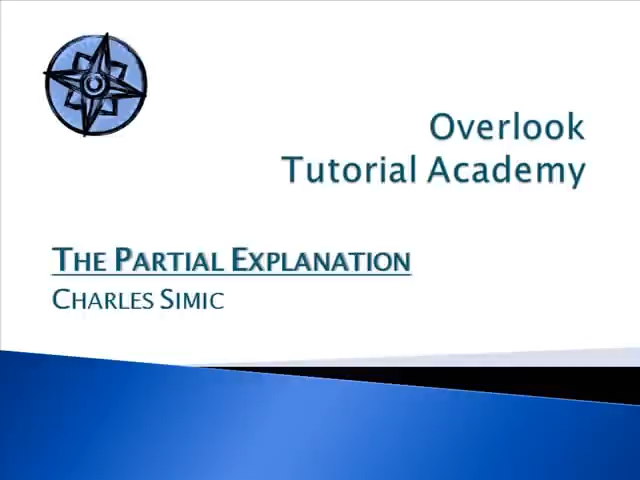 Overlook
Tutorial Academy
THE PARTIAL EXPLANATION
CHARLES SIMIC